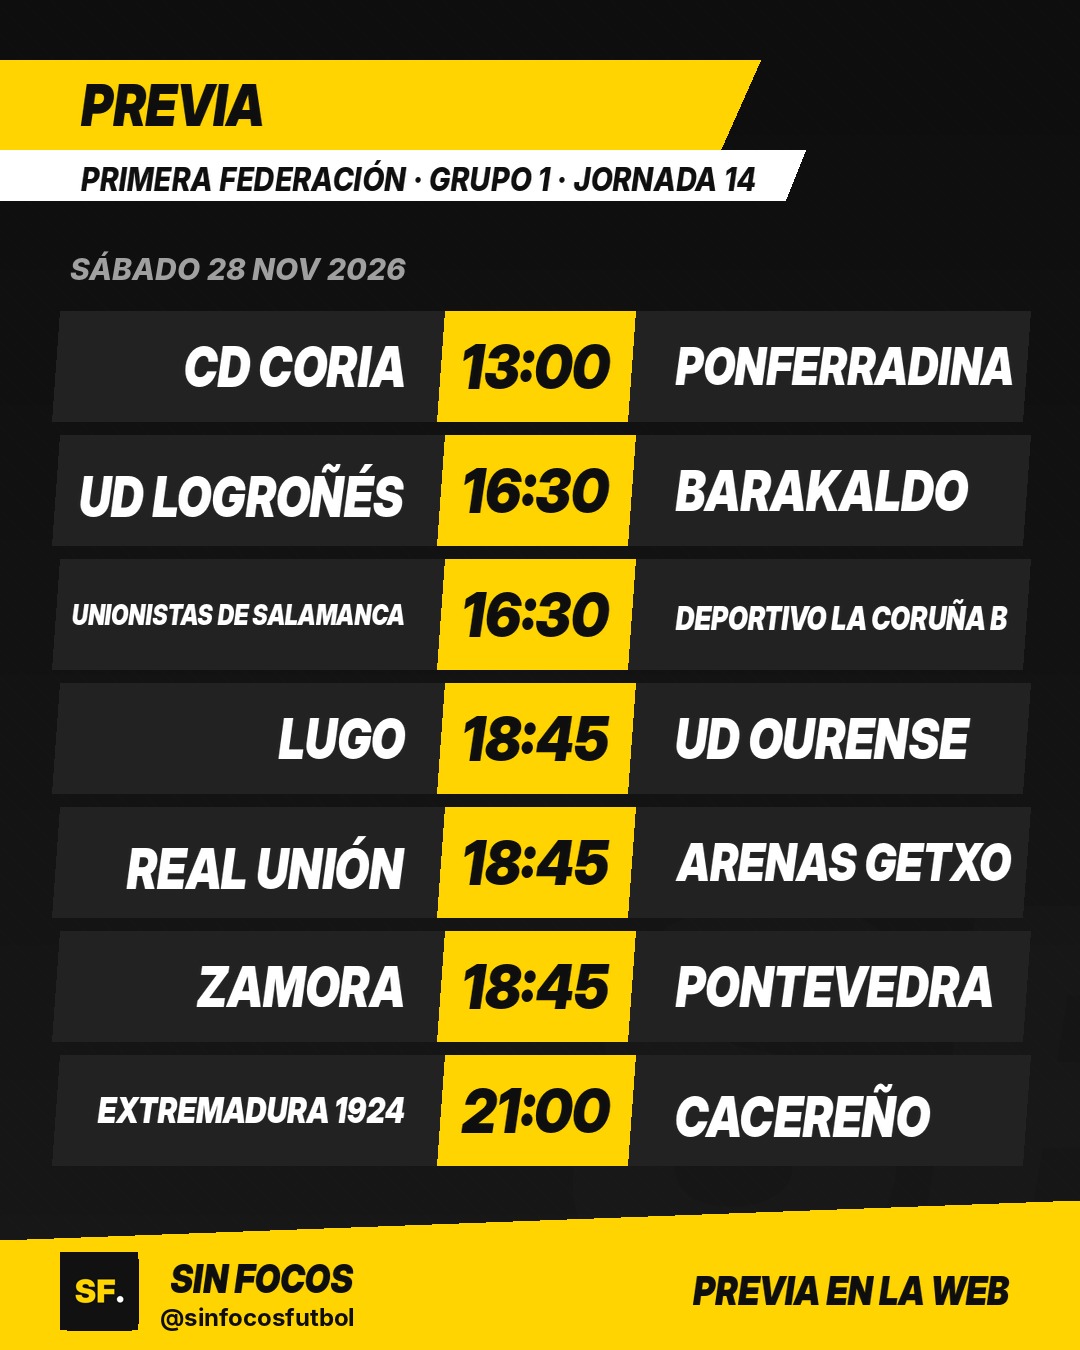 PREVIA
PRIMERA FEDERACIÓN · GRUPO 1 · JORNADA 14
SÁBADO 28 NOV 2026
CD CORIA 13:00 PONFERRADINA
UD LOGROÑÉS 16:30 BARAKALDO
UNIONISTAS DE SALAMANCA 16:30 DEPORTIVO LA CORUÑA B
LUGO 18:45 UD OURENSE
REAL UNIÓN 18:45 ARENAS GETXO
ZAMORA 18:45 PONTEVEDRA
EXTREMADURA 1924 21:00 CACEREÑO
SF. SIN FOCOS
@sinfocosfutbol
PREVIA EN LA WEB